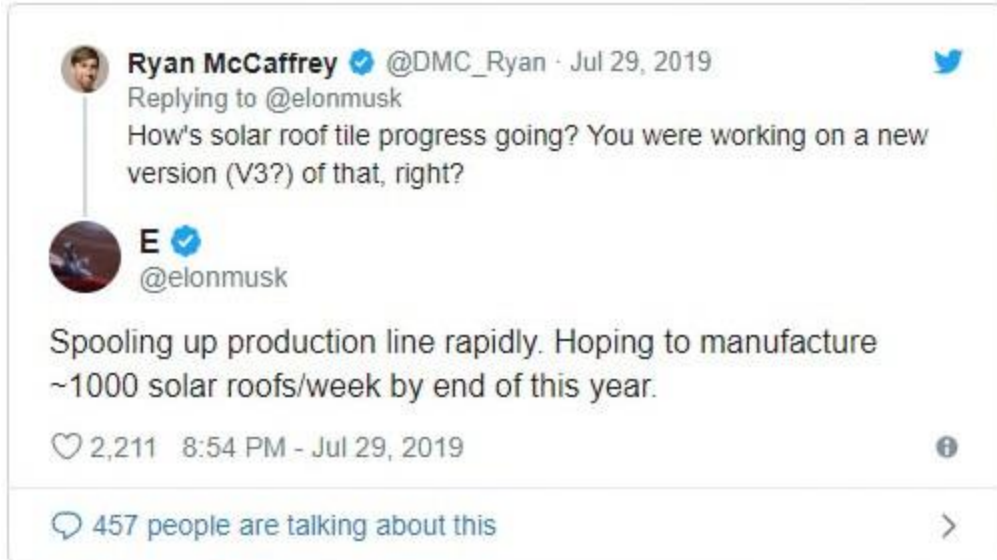 Ryan McCaffrey @DMC_Ryan · Jul 29, 2019
Replying to @elonmusk
How's solar roof tile progress going? You were working on a new
version (V3?) of that, right?
E
@elonmusk
Spooling up production line rapidly. Hoping to manufacture
~1000 solar roofs/week by end of this year.
2,211 8:54 PM - Jul 29, 2019
457 people are talking about this